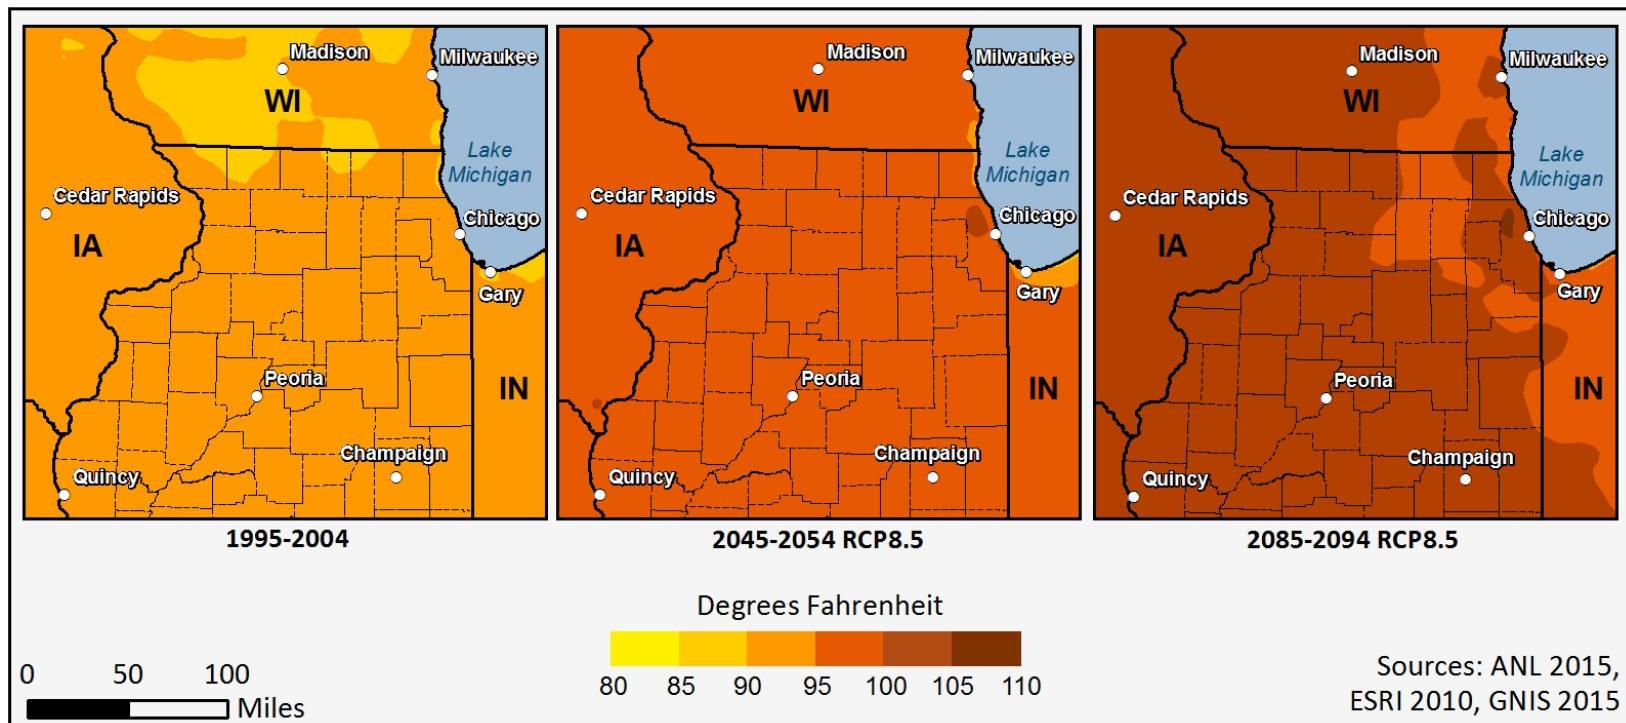 Madison
Milwaukee
WI
Lake
Michigan
Cedar Rapids
Chicago
IA
Gary
Peoria
IN
Champaign
Quincy
1995-2004
Madison
Milwaukee
WI
Lake
Michigan
Cedar Rapids
Chicago
IA
Gary
Peoria
IN
Champaign
Quincy
2045-2054 RCP8.5
Madison
Milwaukee
WI
Lake
Michigan
Cedar Rapids
Chicago
IA
Gary
Peoria
IN
Champaign
Quincy
2085-2094 RCP8.5
Degrees Fahrenheit
80 85 90 95 100 105 110
0 50 100
Miles
Sources: ANL 2015,
ESRI 2010, GNIS 2015